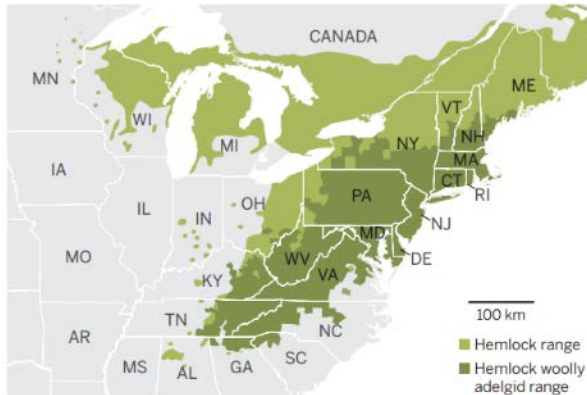 CANADA
MN
ME
VT
WI
NH
NY
MI
MA
CT
RI
IA
PA
OH
NJ
IL
IN
MD
DE
WV
MO
VA
KY
100 km
TN
NC
Hemlock range
AR
SC
Hemlock woolly
adelgid range
MS
AL
GA